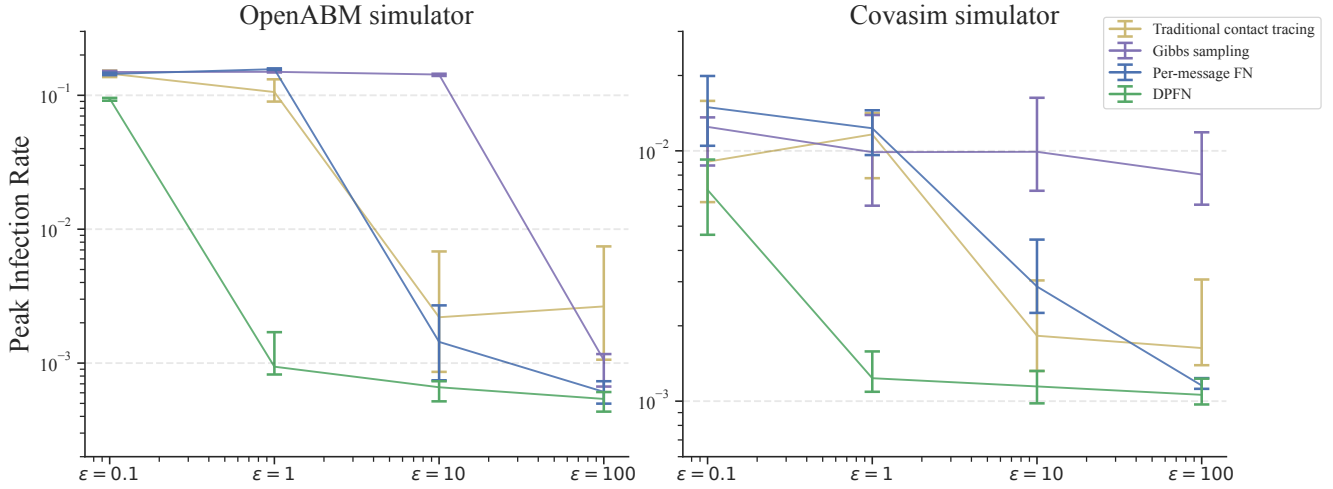 OpenABM simulator
Covasim simulator
Traditional contact tracing
Gibbs sampling
Per-message FN
DPFN
Peak Infection Rate
10⁻¹
10⁻²
10⁻³
10⁻²
10⁻³
ε = 0.1
ε = 1
ε = 10
ε = 100
ε = 0.1
ε = 1
ε = 10
ε = 100